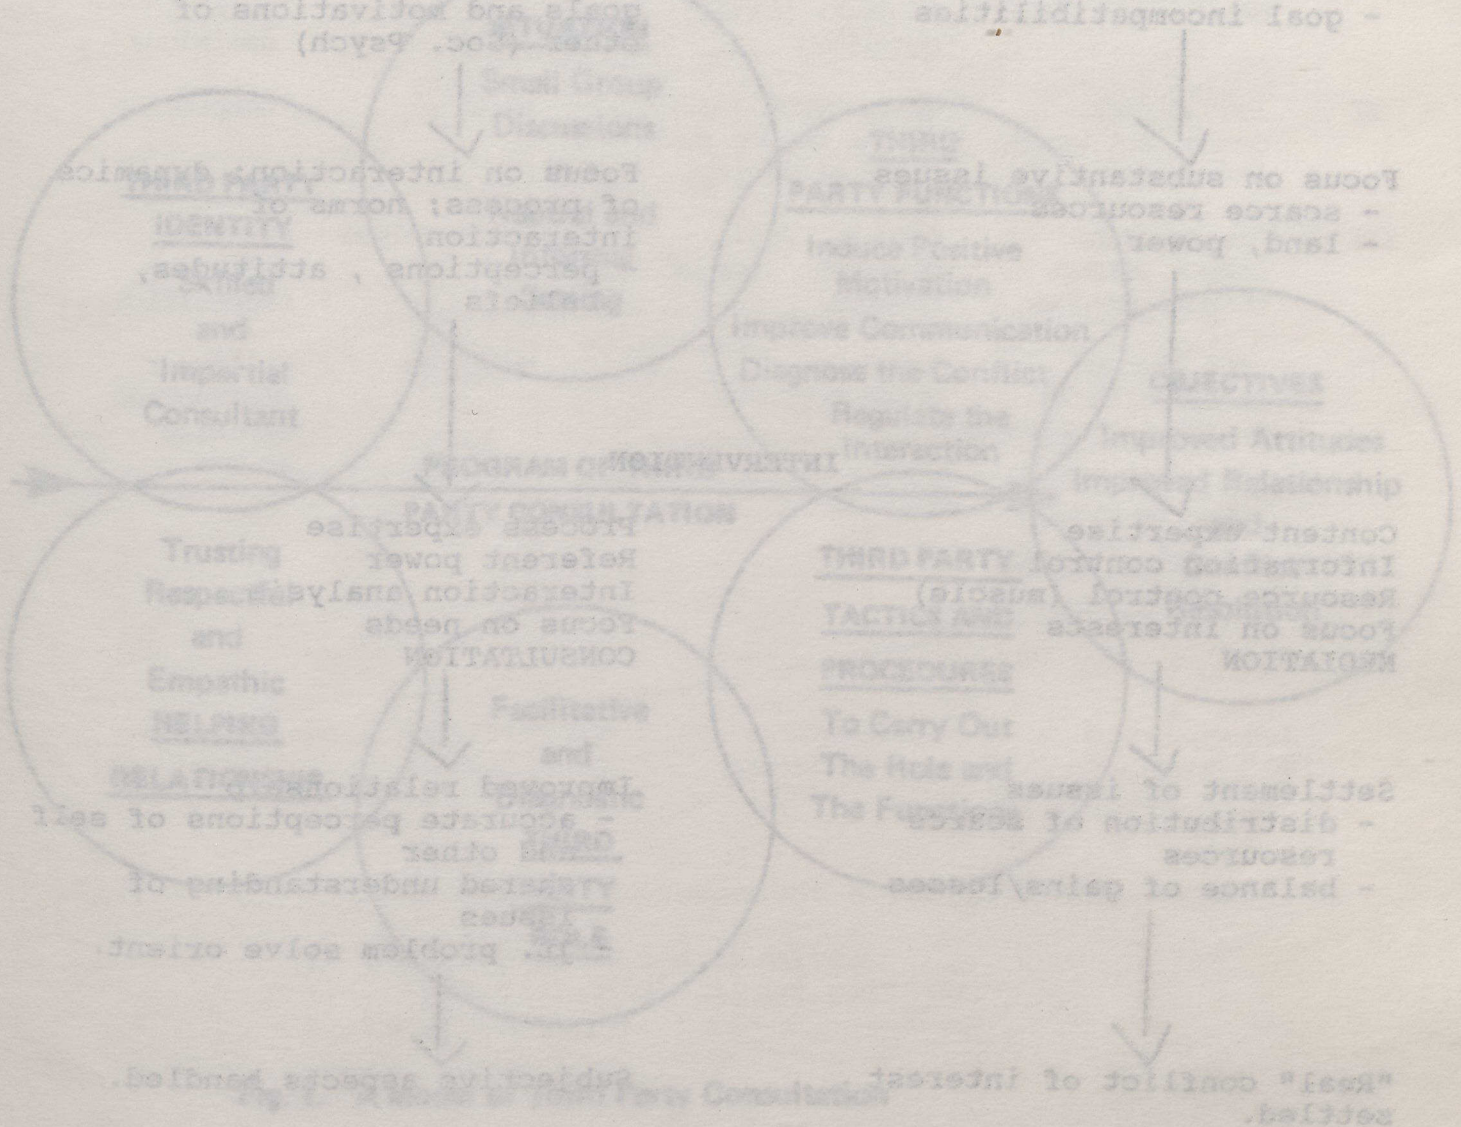 Small Group
Discussions
THIRD PARTY
IDENTITY
Skilled
and
Impartial
Consultant
THIRD
PARTY FUNCTIONS
Induce Positive
Motivation
Improve Communication
Diagnose the Conflict
Regulate the
Interaction
OBJECTIVES
Improved Attitudes
Improved Relationship
PROGRAM OF THIRD
PARTY CONSULTATION
Trusting
Respectful
and
Empathic
HELPING
RELATIONSHIP
Facilitative
and
Diagnostic
THIRD
THIRD PARTY
TACTICS AND
PROCEDURES
To Carry Out
The Role and
The Functions
Third Party Consultation
- goal incompatibilities
Focus on substantive issues
- scarce resources
- land, power
INTERVENTION
Content expertise
Information control
Resource control (muscle)
Focus on interests
MEDIATION
Settlement of issues
- distribution of scarce
resources
- balance of gains/losses
"Real" conflict of interest
settled.
goals and motivations of
other (Soc. Psych)
Focus on interaction; dynamics
of process; norms of
interaction
perceptions , attitudes,
beliefs
Process expertise
Referent power
Interaction analysis
Focus on needs
CONSULTATION
Improved relationship
- accurate perceptions of self
and other
- shared understanding of
issues
- jt. problem solve orient.
Subjective aspects handled.